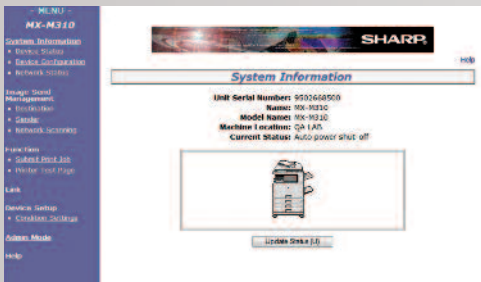 - MENU -
MX-M310
System Information
Device Status
Device Configuration
Network Status
Image Send
Management
Destination
Sender
Network Scanning
Function
Submit Print Job
Printer Test Page
Link
Device Setup
Condition Settings
Admin Mode
Help
SHARP
Help
System Information
Unit Serial Number: 9502668500
Name: MX-M310
Model Name: MX-M310
Machine Location: QA LAB
Current Status: Auto power shut-off
Update Status (U)